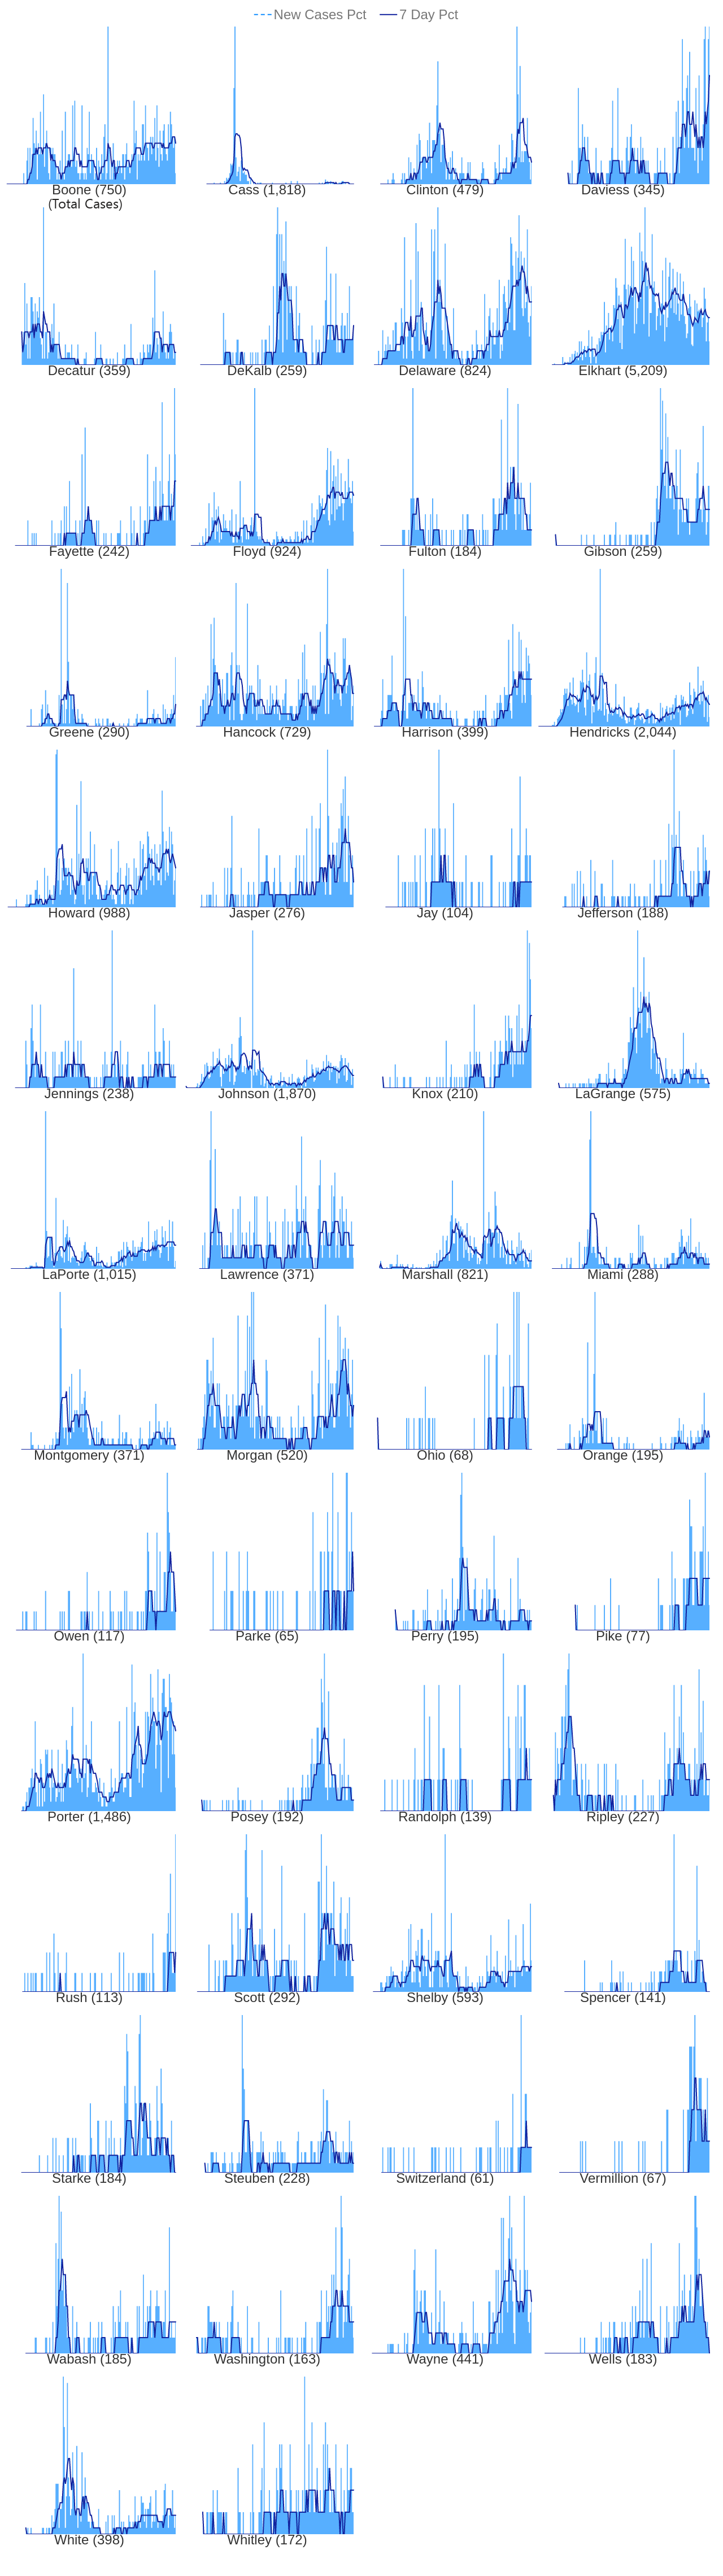 New Cases Pct 7 Day Pct
Boone (750) Cass (1,818) Clinton (479) Daviess (345)
(Total Cases)
Decatur (359) DeKalb (259) Delaware (824) Elkhart (5,209)
Fayette (242) Floyd (924) Fulton (184) Gibson (259)
Greene (290) Hancock (729) Harrison (399) Hendricks (2,044)
Howard (988) Jasper (276) Jay (104) Jefferson (188)
Jennings (238) Johnson (1,870) Knox (210) LaGrange (575)
LaPorte (1,015) Lawrence (371) Marshall (821) Miami (288)
Montgomery (371) Morgan (520) Ohio (68) Orange (195)
Owen (117) Parke (65) Perry (195) Pike (77)
Porter (1,486) Posey (192) Randolph (139) Ripley (227)
Rush (113) Scott (292) Shelby (593) Spencer (141)
Starke (184) Steuben (228) Switzerland (61) Vermillion (67)
Wabash (185) Washington (163) Wayne (441) Wells (183)
White (398) Whitley (172)